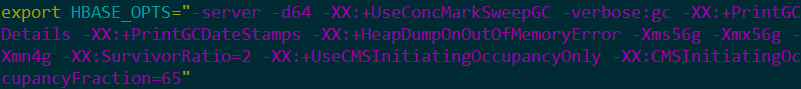 export HBASE_OPTS="-server -d64 -XX:+UseConcMarkSweepGC -verbose:gc -XX:+PrintGC
Details -XX:+PrintGCDateStamps -XX:+HeapDumpOnOutOfMemoryError -Xms56g -Xmx56g -
Xmn4g -XX:SurvivorRatio=2 -XX:+UseCMSInitiatingOccupancyOnly -XX:CMSInitiatingOc
cupancyFraction=65"